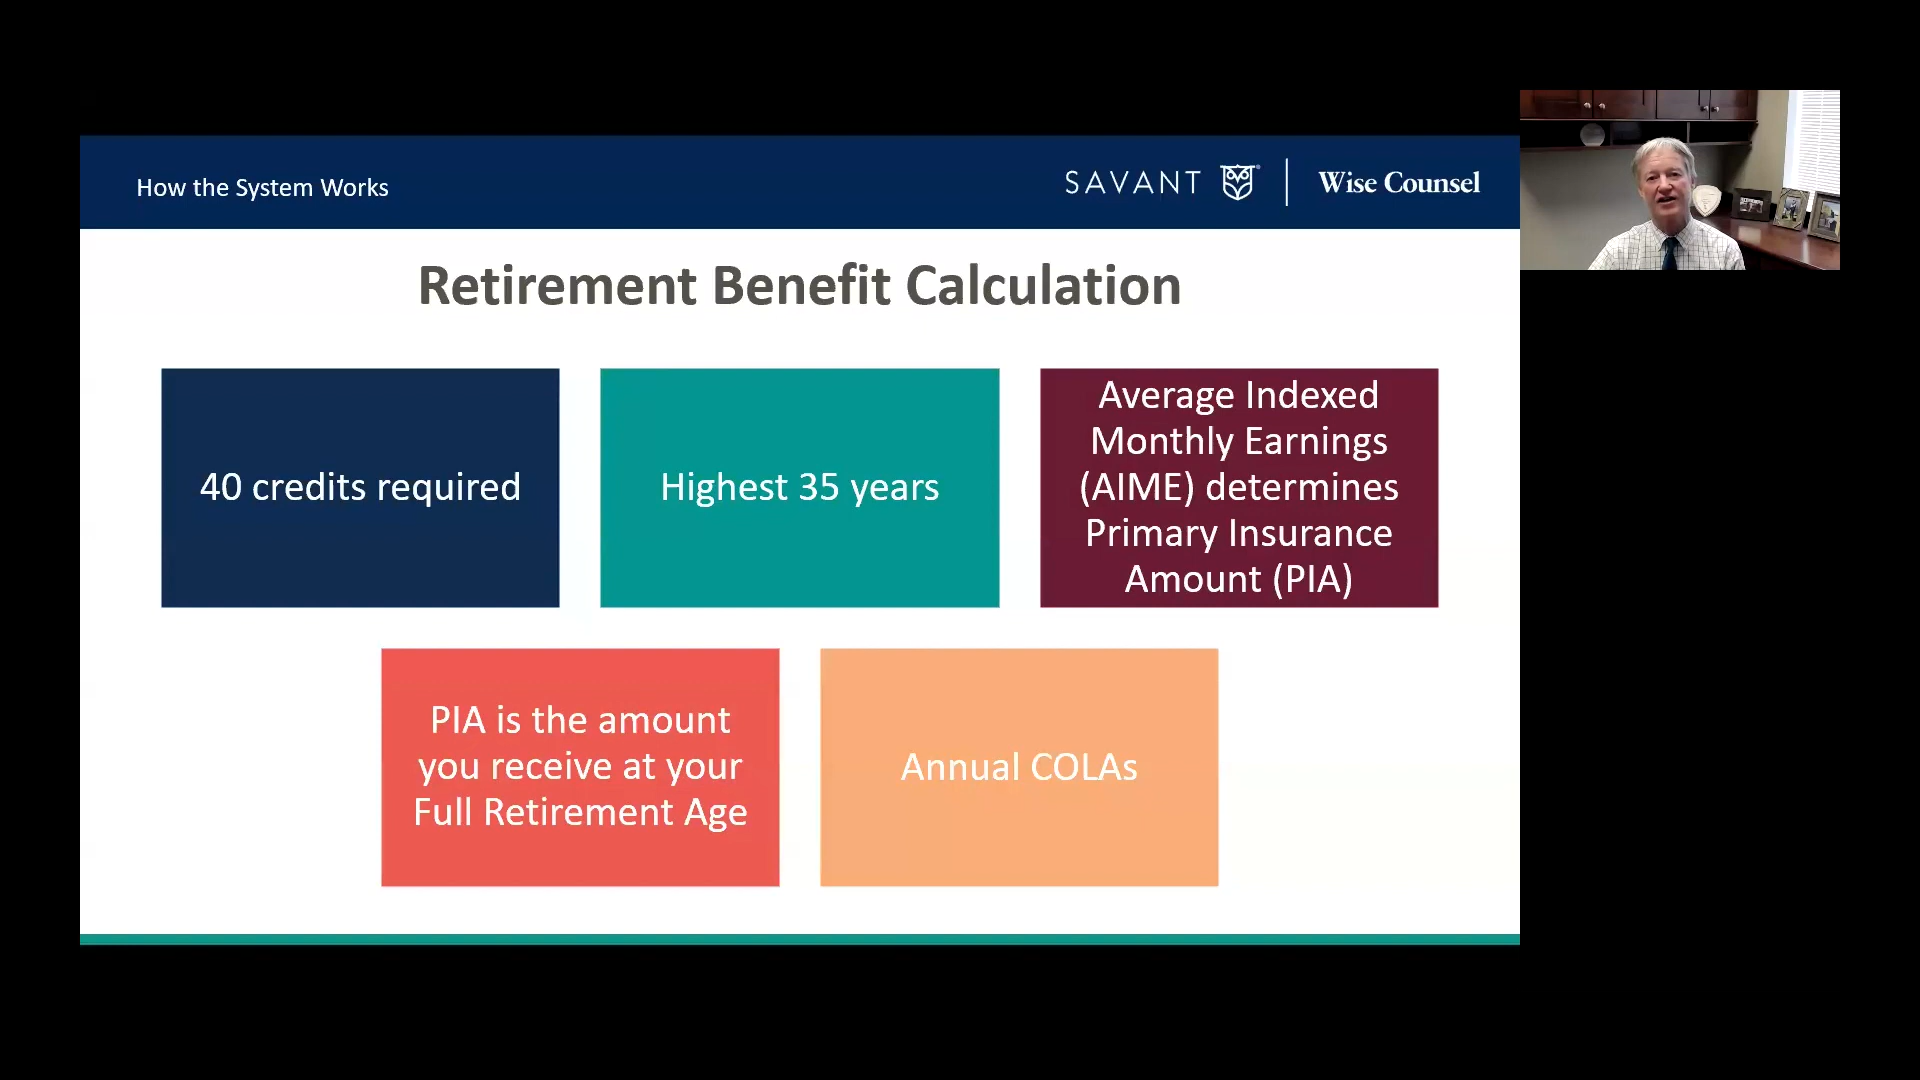 How the System Works
SAVANT
Wise Counsel
Retirement Benefit Calculation
40 credits required
Highest 35 years
Average Indexed
Monthly Earnings
(AIME) determines
Primary Insurance
Amount (PIA)
PIA is the amount
you receive at your
Full Retirement Age
Annual COLAs